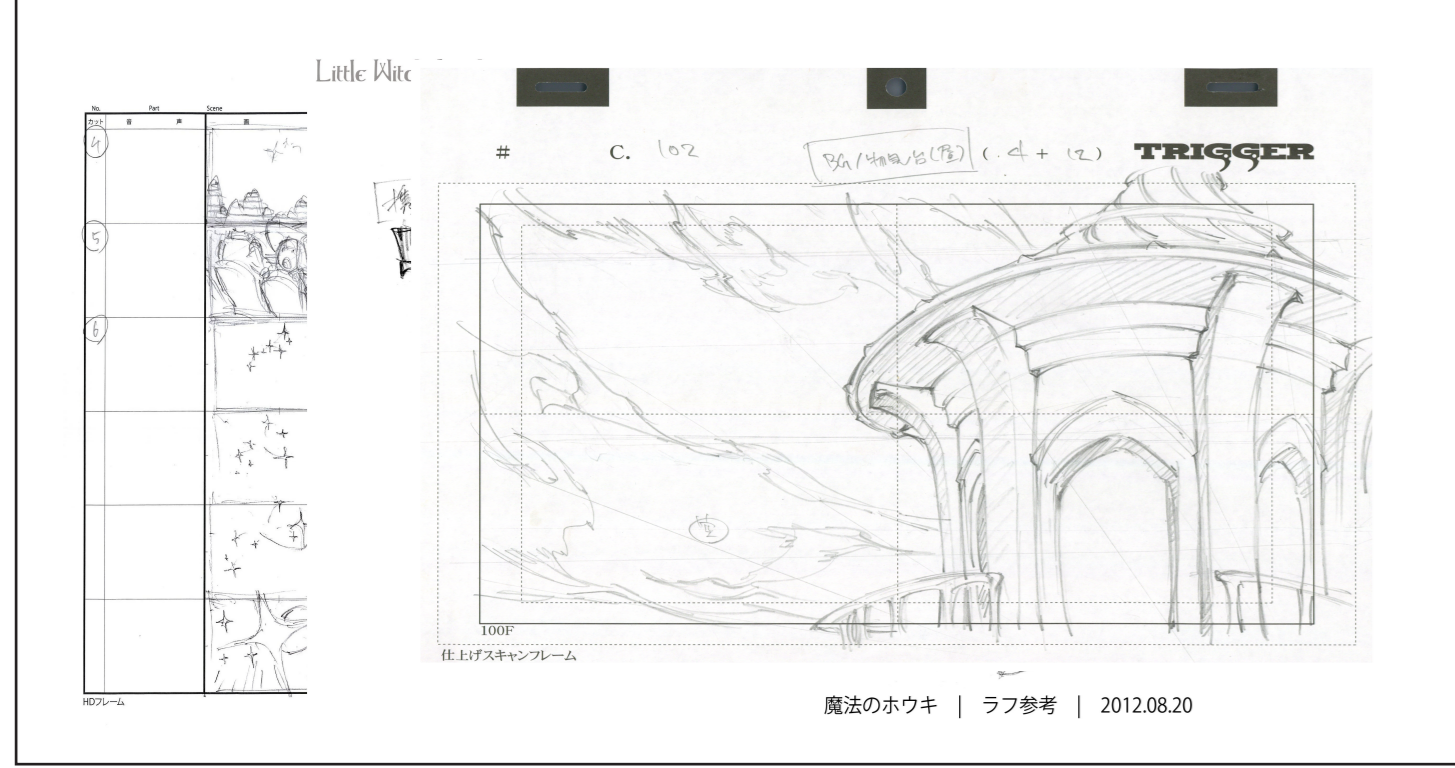 Little Witc
No. Part Scene
カット 音 声 画
4
5
6
HDフレーム
# C. 102 (.4 + 12) TRIGGER
100F
仕上げスキャンフレーム
魔法のホウキ | ラフ参考 | 2012.08.20